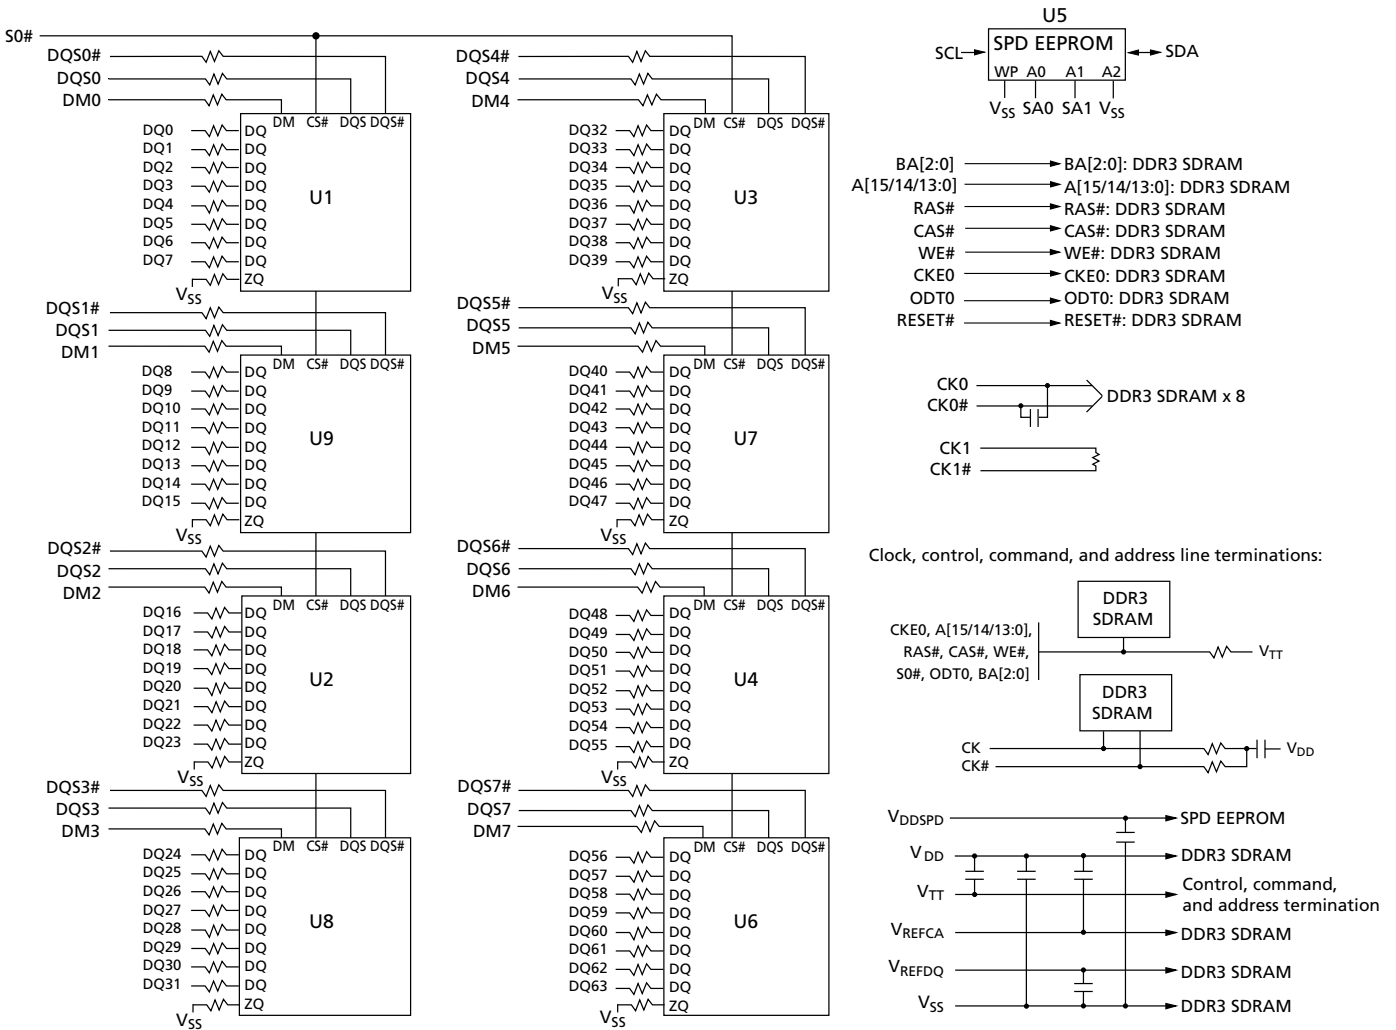 S0#
DQS0#
DQS0
DM0
DM CS# DQS DQS#
DQ0 DQ
DQ1 DQ
DQ2 DQ
DQ3 DQ
DQ4 DQ
DQ5 DQ
DQ6 DQ
DQ7 DQ
ZQ
VSS
U1
DQS1#
DQS1
DM1
DM CS# DQS DQS#
DQ8 DQ
DQ9 DQ
DQ10 DQ
DQ11 DQ
DQ12 DQ
DQ13 DQ
DQ14 DQ
DQ15 DQ
ZQ
VSS
U9
DQS2#
DQS2
DM2
DM CS# DQS DQS#
DQ16 DQ
DQ17 DQ
DQ18 DQ
DQ19 DQ
DQ20 DQ
DQ21 DQ
DQ22 DQ
DQ23 DQ
ZQ
VSS
U2
DQS3#
DQS3
DM3
DM CS# DQS DQS#
DQ24 DQ
DQ25 DQ
DQ26 DQ
DQ27 DQ
DQ28 DQ
DQ29 DQ
DQ30 DQ
DQ31 DQ
ZQ
VSS
U8
DQS4#
DQS4
DM4
DM CS# DQS DQS#
DQ32 DQ
DQ33 DQ
DQ34 DQ
DQ35 DQ
DQ36 DQ
DQ37 DQ
DQ38 DQ
DQ39 DQ
ZQ
VSS
U3
DQS5#
DQS5
DM5
DM CS# DQS DQS#
DQ40 DQ
DQ41 DQ
DQ42 DQ
DQ43 DQ
DQ44 DQ
DQ45 DQ
DQ46 DQ
DQ47 DQ
ZQ
VSS
U7
DQS6#
DQS6
DM6
DM CS# DQS DQS#
DQ48 DQ
DQ49 DQ
DQ50 DQ
DQ51 DQ
DQ52 DQ
DQ53 DQ
DQ54 DQ
DQ55 DQ
ZQ
VSS
U4
DQS7#
DQS7
DM7
DM CS# DQS DQS#
DQ56 DQ
DQ57 DQ
DQ58 DQ
DQ59 DQ
DQ60 DQ
DQ61 DQ
DQ62 DQ
DQ63 DQ
ZQ
VSS
U6
U5
SCL SPD EEPROM SDA
WP A0 A1 A2
VSS SA0 SA1 VSS
BA[2:0] BA[2:0]: DDR3 SDRAM
A[15/14/13:0] A[15/14/13:0]: DDR3 SDRAM
RAS# RAS#: DDR3 SDRAM
CAS# CAS#: DDR3 SDRAM
WE# WE#: DDR3 SDRAM
CKE0 CKE0: DDR3 SDRAM
ODT0 ODT0: DDR3 SDRAM
RESET# RESET#: DDR3 SDRAM
CK0
CK0#
DDR3 SDRAM x 8
CK1
CK1#
Clock, control, command, and address line terminations:
DDR3
SDRAM
CKE0, A[15/14/13:0],
RAS#, CAS#, WE#,
S0#, ODT0, BA[2:0]
VTT
DDR3
SDRAM
CK
CK#
VDD
VDDSPD SPD EEPROM
VDD DDR3 SDRAM
VTT Control, command,
and address termination
VREFCA DDR3 SDRAM
VREFDQ DDR3 SDRAM
VSS DDR3 SDRAM